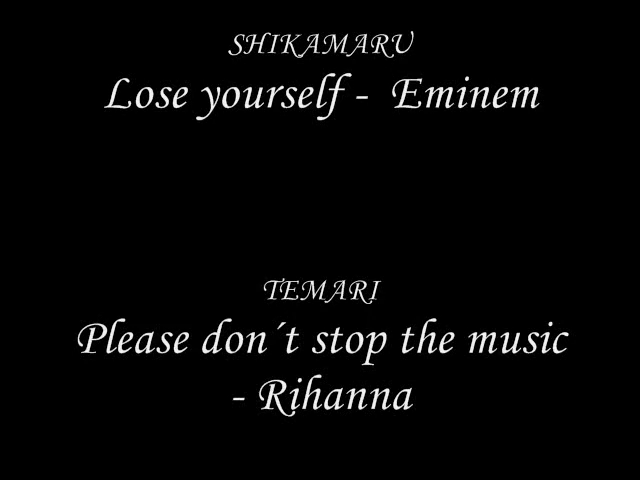 SHIKAMARU
Lose yourself - Eminem
TEMARI
Please don´t stop the music
- Rihanna